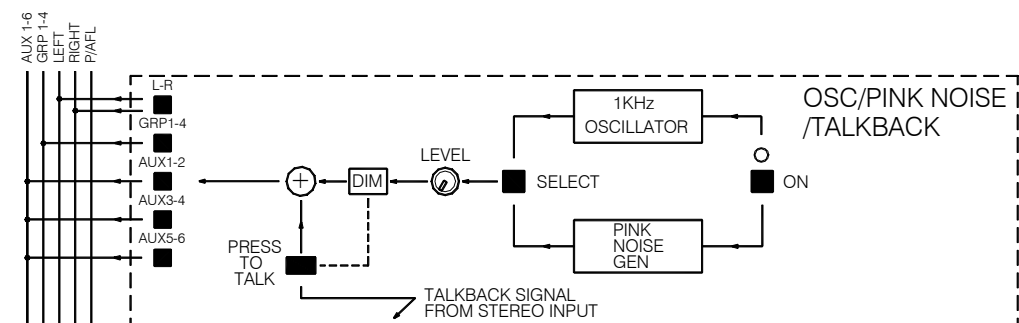 AUX 1-6
GRP 1-4
LEFT
RIGHT
P/AFL
L-R
GRP1-4
AUX1-2
AUX3-4
AUX5-6
PRESS
TO
TALK
DIM
LEVEL
SELECT
1KHz
OSCILLATOR
PINK
NOISE
GEN
ON
OSC/PINK NOISE
/TALKBACK
TALKBACK SIGNAL
FROM STEREO INPUT